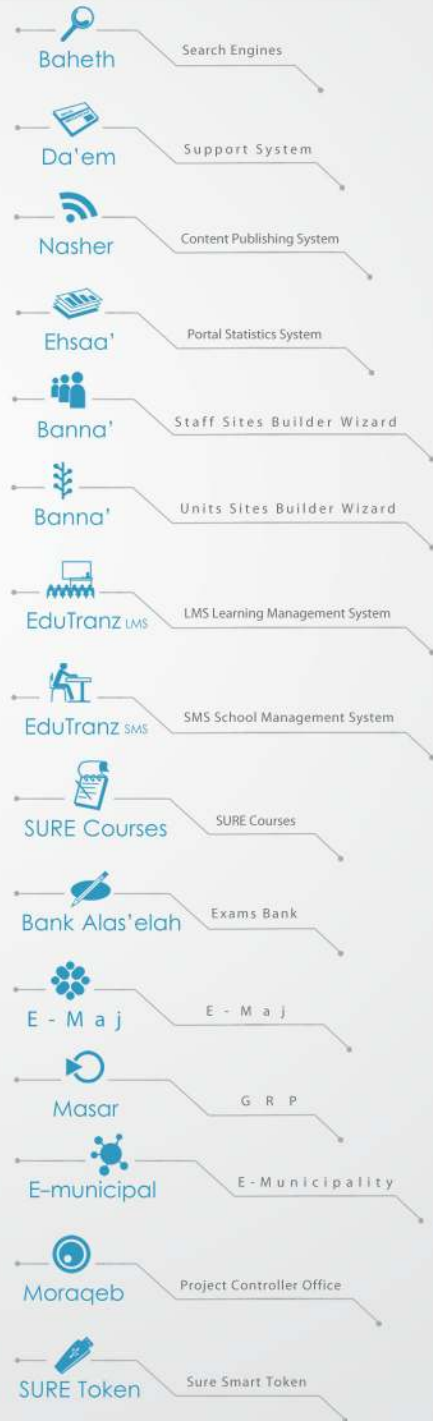 Baheth
Search Engines
Da'em
Support System
Nasher
Content Publishing System
Ehsaa'
Portal Statistics System
Banna'
Staff Sites Builder Wizard
Banna'
Units Sites Builder Wizard
EduTranz LMS
LMS Learning Management System
EduTranz SMS
SMS School Management System
SURE Courses
SURE Courses
Bank Alas'elah
Exams Bank
E-Maj
E-Maj
Masar
GRP
E-municipal
E-Municipality
Moraqeb
Project Controller Office
SURE Token
Sure Smart Token